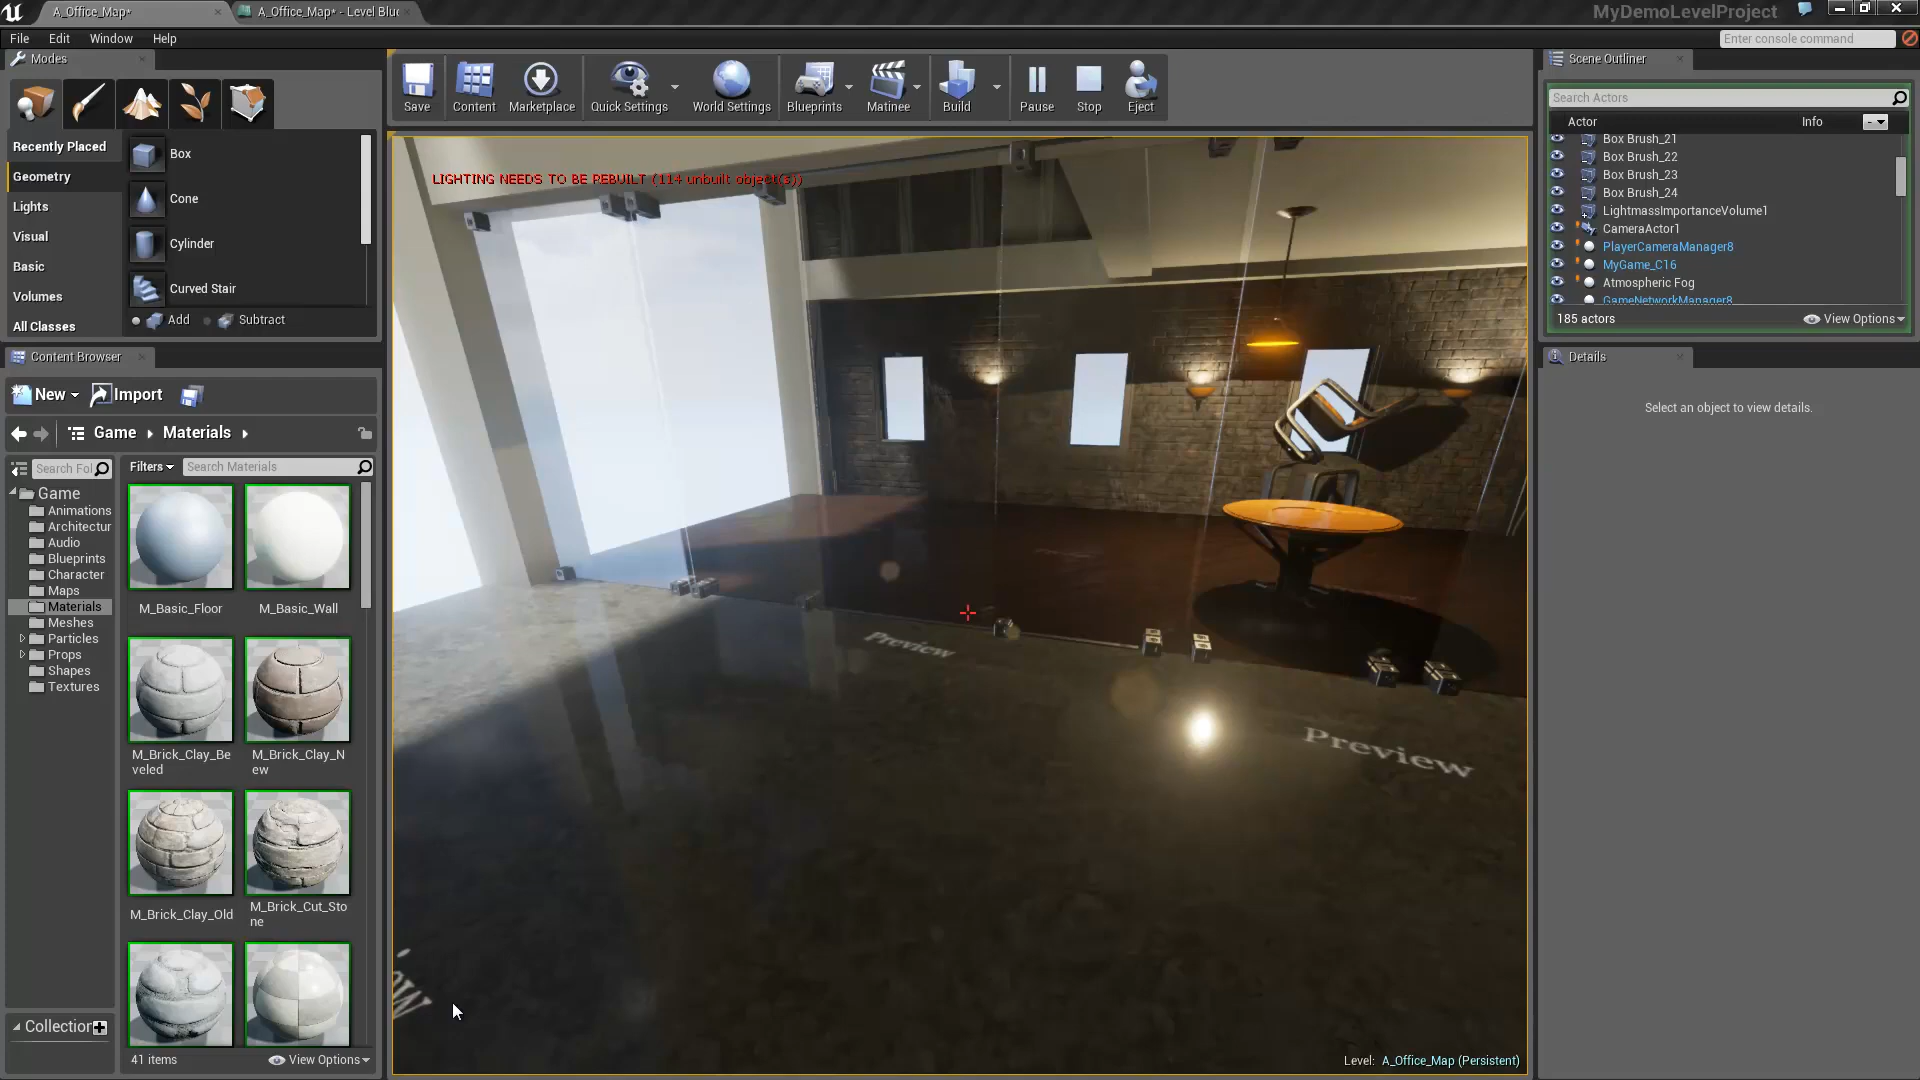 A_Office_Map*
A_Office_Map* - Level Blue
MyDemoLevelProject
File
Edit
Window
Help
Enter console command
Modes
Recently Placed
Geometry
Lights
Visual
Basic
Volumes
All Classes
Box
Cone
Cylinder
Curved Stair
Add
Subtract
Save
Content
Marketplace
Quick Settings
World Settings
Blueprints
Matinee
Build
Pause
Stop
Eject
LIGHTING NEEDS TO BE REBUILT (114 unbuilt object(s))
Preview
Preview
Level: A_Office_Map (Persistent)
Content Browser
New
Import
Game
Materials
Search Fol
Filters
Search Materials
Game
Animations
Architectur
Audio
Blueprints
Character
Maps
Materials
Meshes
Particles
Props
Shapes
Textures
Collection
M_Basic_Floor
M_Basic_Wall
M_Brick_Clay_Be
veled
M_Brick_Clay_N
ew
M_Brick_Clay_Old
M_Brick_Cut_Sto
ne
41 items
View Options
Scene Outliner
Search Actors
Actor
Info
Box Brush_21
Box Brush_22
Box Brush_23
Box Brush_24
LightmassImportanceVolume1
CameraActor1
PlayerCameraManager8
MyGame_C16
Atmospheric Fog
GameNetworkManager8
185 actors
View Options
Details
Select an object to view details.